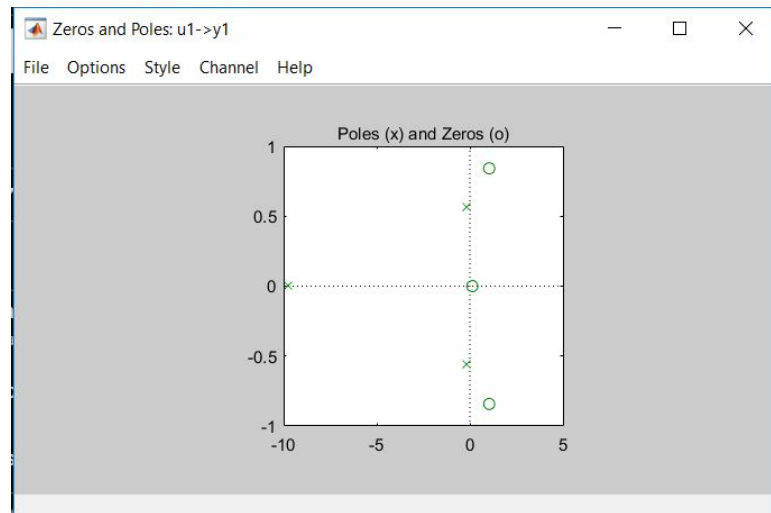 Zeros and Poles: u1->y1
File Options Style Channel Help
Poles (x) and Zeros (o)
1
0.5
0
-0.5
-1
-10 -5 0 5